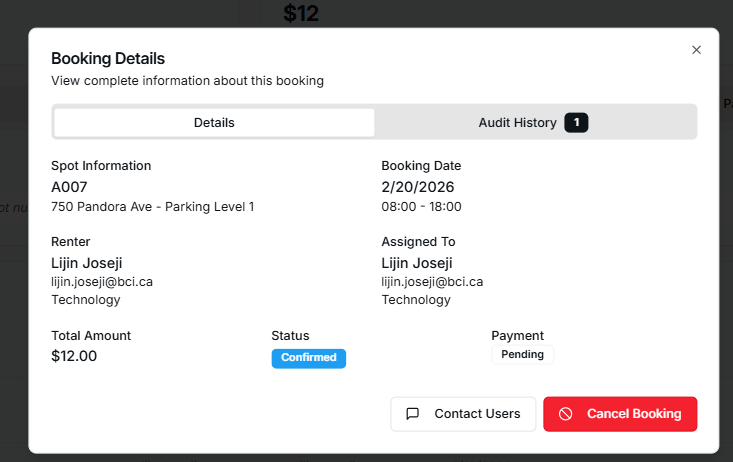 $12
Booking Details
View complete information about this booking
Details
Audit History 1
Spot Information
A007
750 Pandora Ave - Parking Level 1
Booking Date
2/20/2026
08:00 - 18:00
Renter
Lijin Joseji
lijin.joseji@bci.ca
Technology
Assigned To
Lijin Joseji
lijin.joseji@bci.ca
Technology
Total Amount
$12.00
Status
Confirmed
Payment
Pending
Contact Users
Cancel Booking